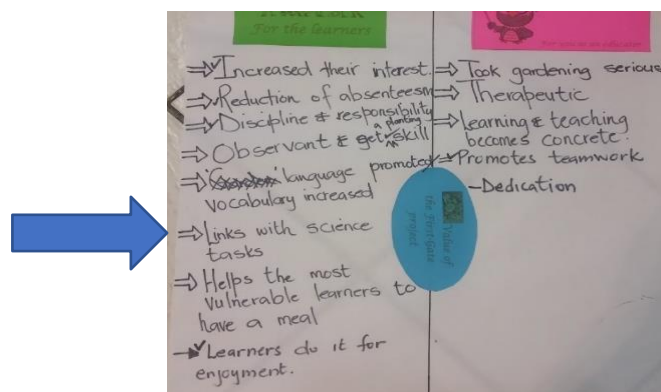 For the learners
⇒ Increased their interest.
⇒ Reduction of absenteesm
⇒ Discipline & responsibility
⇒ Observant & get a planting skill
⇒ language promoted
vocabulary increased
⇒ Links with science
tasks
⇒ Helps the most
vulnerable learners to
have a meal
→ Learners do it for
enjoyment.
⇒ Took gardening serious
⇒ Therapeutic
⇒ Learning & teaching
becomes concrete.
⇒ Promotes teamwork
- Dedication
Value of
the First-Gate
project